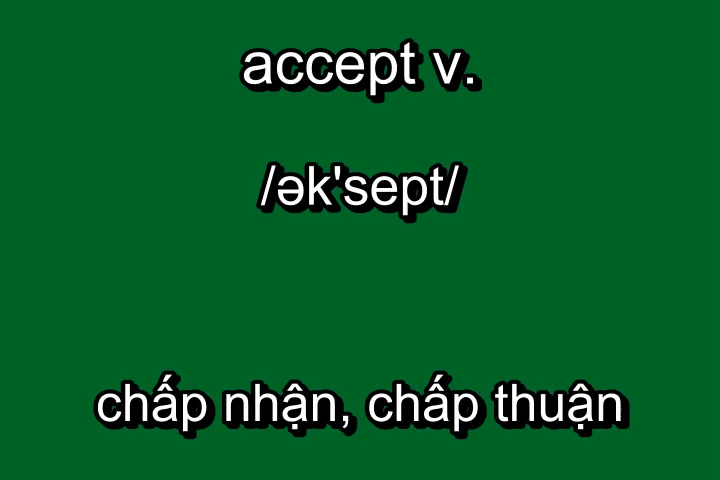 accept v.
/ək'sept/
chấp nhận, chấp thuận